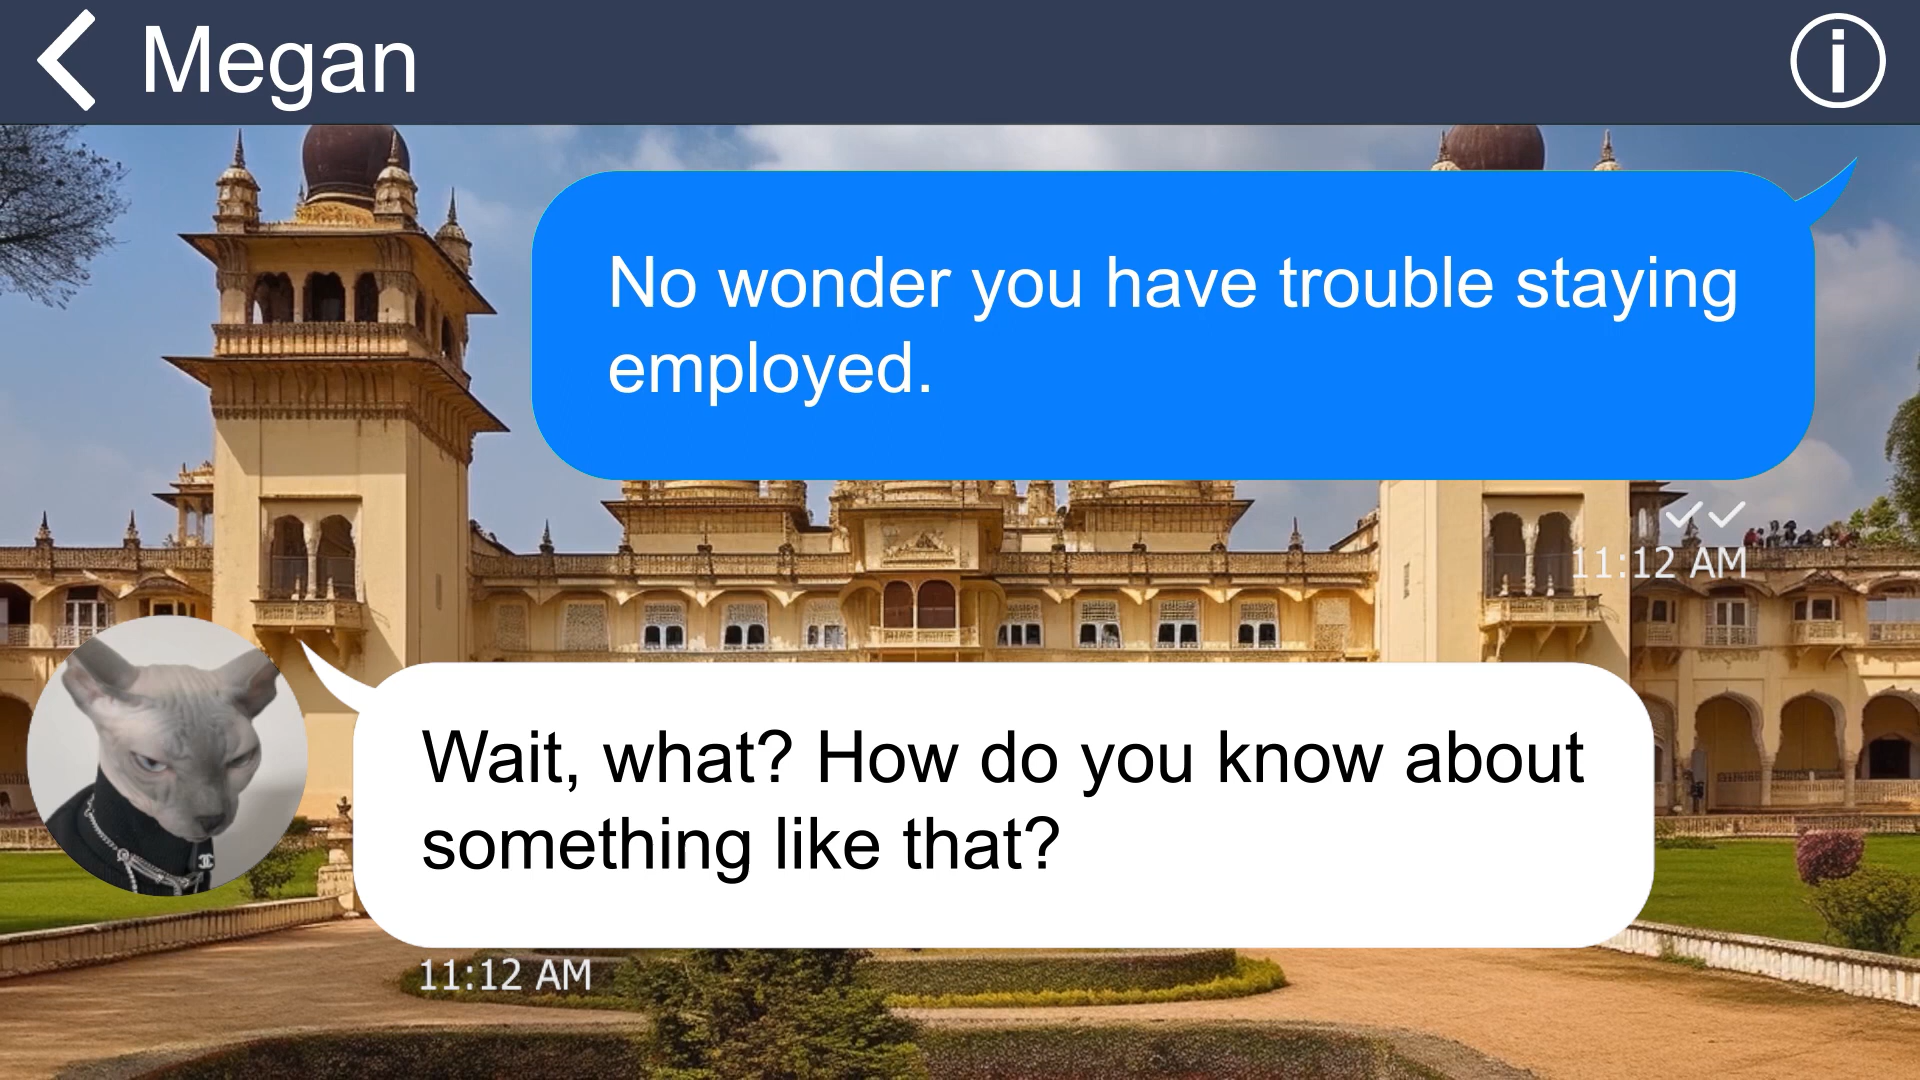 Megan
No wonder you have trouble staying
employed.
11:12 AM
Wait, what? How do you know about
something like that?
11:12 AM